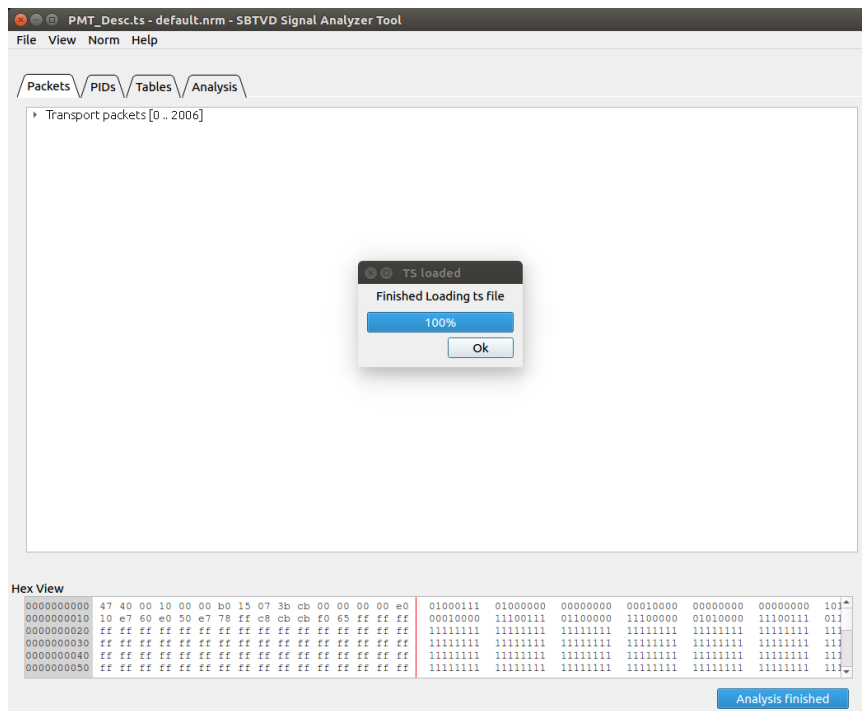 PMT_Desc.ts - default.nrm - SBTVD Signal Analyzer Tool
File View Norm Help
Packets PIDs Tables Analysis
Transport packets [0 .. 2006]
TS loaded
Finished Loading ts file
100%
Ok
Hex View
0000000000 47 40 00 10 00 00 b0 15 07 3b cb 00 00 00 00 e0 01000111 01000000 00000000 00010000 00000000 00000000 101
0000000010 10 e7 60 e0 50 e7 78 ff c8 cb cb f0 65 ff ff ff 00010000 11100111 01100000 11100000 01010000 11100111 011
0000000020 ff ff ff ff ff ff ff ff ff ff ff ff ff ff ff ff 11111111 11111111 11111111 11111111 11111111 11111111 111
0000000030 ff ff ff ff ff ff ff ff ff ff ff ff ff ff ff ff 11111111 11111111 11111111 11111111 11111111 11111111 111
0000000040 ff ff ff ff ff ff ff ff ff ff ff ff ff ff ff ff 11111111 11111111 11111111 11111111 11111111 11111111 111
0000000050 ff ff ff ff ff ff ff ff ff ff ff ff ff ff ff ff 11111111 11111111 11111111 11111111 11111111 11111111 111
Analysis finished